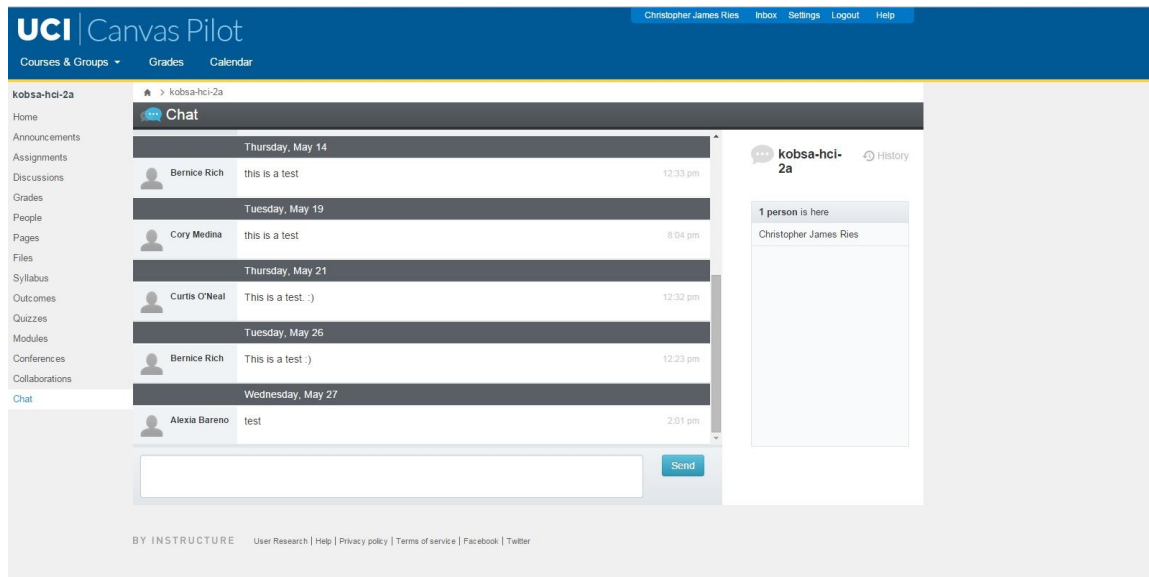 Christopher James Ries Inbox Settings Logout Help
UCI | Canvas Pilot
Courses & Groups Grades Calendar
kobsa-hci-2a
Home
Announcements
Assignments
Discussions
Grades
People
Pages
Files
Syllabus
Outcomes
Quizzes
Modules
Conferences
Collaborations
Chat
> kobsa-hci-2a
Chat
Thursday, May 14
Bernice Rich this is a test 12:33 pm
Tuesday, May 19
Cory Medina this is a test 8:04 pm
Thursday, May 21
Curtis O'Neal This is a test. :) 12:32 pm
Tuesday, May 26
Bernice Rich This is a test :) 12:23 pm
Wednesday, May 27
Alexia Bareno test 2:01 pm
Send
kobsa-hci-
2a
History
1 person is here
Christopher James Ries
BY INSTRUCTURE User Research | Help | Privacy policy | Terms of service | Facebook | Twitter